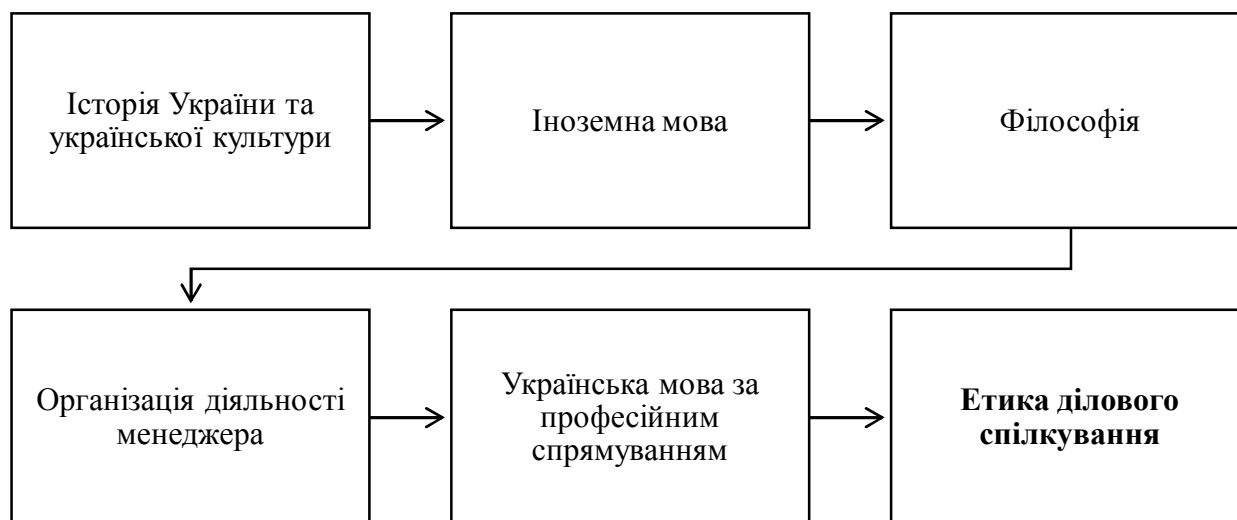 Історія України та
української культури
Іноземна мова
Філософія
Організація діяльності
менеджера
Українська мова за
професійним
спрямуванням
Етика ділового
спілкування